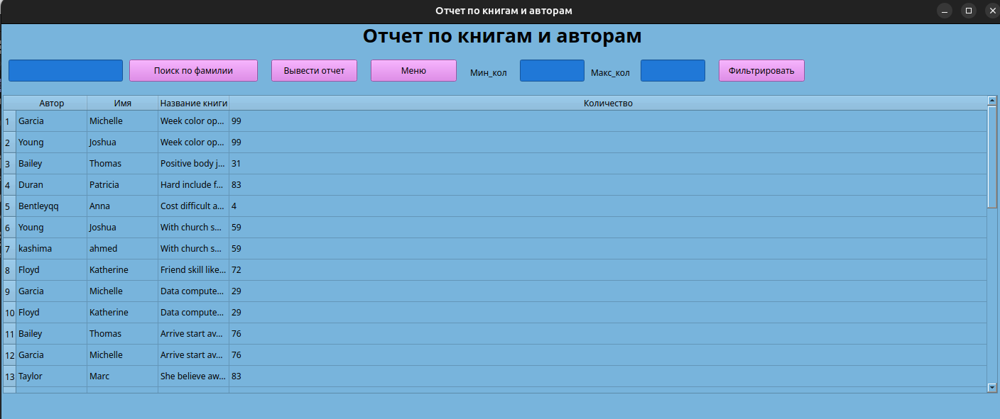 Отчет по книгам и авторам
Отчет по книгам и авторам
Поиск по фамилии Вывести отчет Меню Мин_кол Макс_кол Фильтрировать
Автор Имя Название книги Количество
1 Garcia Michelle Week color op... 99
2 Young Joshua Week color op... 99
3 Bailey Thomas Positive body j... 31
4 Duran Patricia Hard include f... 83
5 Bentleyqq Anna Cost difficult a... 4
6 Young Joshua With church s... 59
7 kashima ahmed With church s... 59
8 Floyd Katherine Friend skill like... 72
9 Garcia Michelle Data compute... 29
10 Floyd Katherine Data compute... 29
11 Bailey Thomas Arrive start av... 76
12 Garcia Michelle Arrive start av... 76
13 Taylor Marc She believe aw... 83